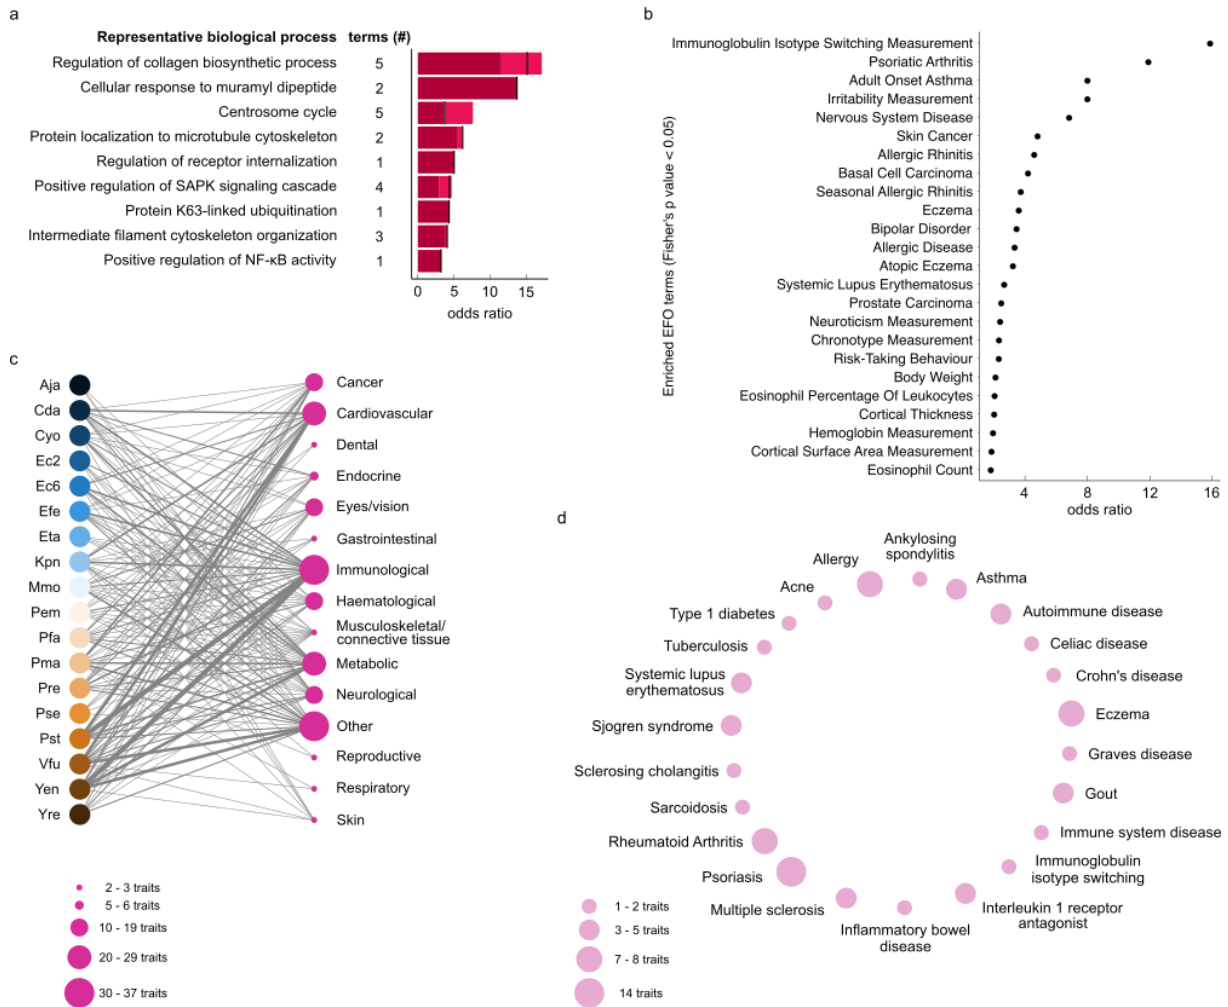 a
Representative biological process terms (#)
Regulation of collagen biosynthetic process 5
Cellular response to muramyl dipeptide 2
Centrosome cycle 5
Protein localization to microtubule cytoskeleton 2
Regulation of receptor internalization 1
Positive regulation of SAPK signaling cascade 4
Protein K63-linked ubiquitination 1
Intermediate filament cytoskeleton organization 3
Positive regulation of NF-κB activity 1
0 5 10 15
odds ratio
b
Enriched EFO terms (Fisher's p value < 0.05)
Immunoglobulin Isotype Switching Measurement
Psoriatic Arthritis
Adult Onset Asthma
Irritability Measurement
Nervous System Disease
Skin Cancer
Allergic Rhinitis
Basal Cell Carcinoma
Seasonal Allergic Rhinitis
Eczema
Bipolar Disorder
Allergic Disease
Atopic Eczema
Systemic Lupus Erythematosus
Prostate Carcinoma
Neuroticism Measurement
Chronotype Measurement
Risk-Taking Behaviour
Body Weight
Eosinophil Percentage Of Leukocytes
Cortical Thickness
Hemoglobin Measurement
Cortical Surface Area Measurement
Eosinophil Count
4 8 12 16
odds ratio
c
Aja
Cda
Cyo
Ec2
Ec6
Efe
Eta
Kpn
Mmo
Pem
Pfa
Pma
Pre
Pse
Pst
Vfu
Yen
Yre
Cancer
Cardiovascular
Dental
Endocrine
Eyes/vision
Gastrointestinal
Immunological
Haematological
Musculoskeletal/
connective tissue
Metabolic
Neurological
Other
Reproductive
Respiratory
Skin
2 - 3 traits
5 - 6 traits
10 - 19 traits
20 - 29 traits
30 - 37 traits
d
Ankylosing
spondylitis
Asthma
Autoimmune disease
Celiac disease
Crohn's disease
Eczema
Graves disease
Gout
Immune system disease
Immunoglobulin
isotype switching
Interleukin 1 receptor
antagonist
Inflammatory bowel
disease
Multiple sclerosis
Psoriasis
Rheumatoid Arthritis
Sarcoidosis
Sclerosing cholangitis
Sjogren syndrome
Systemic lupus
erythematosus
Tuberculosis
Type 1 diabetes
Acne
Allergy
1 - 2 traits
3 - 5 traits
7 - 8 traits
14 traits